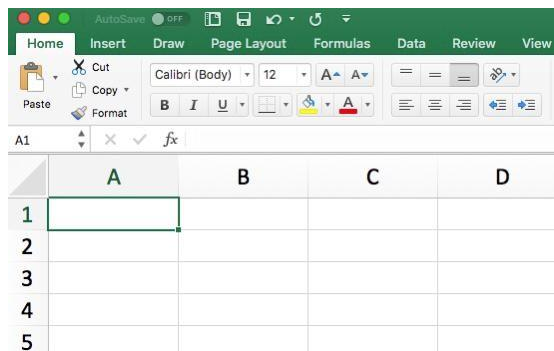 AutoSave OFF
Home Insert Draw Page Layout Formulas Data Review View
Paste
Cut
Copy
Format
Calibri (Body) 12 A A
B I U A
A1 fx
A B C D
1
2
3
4
5